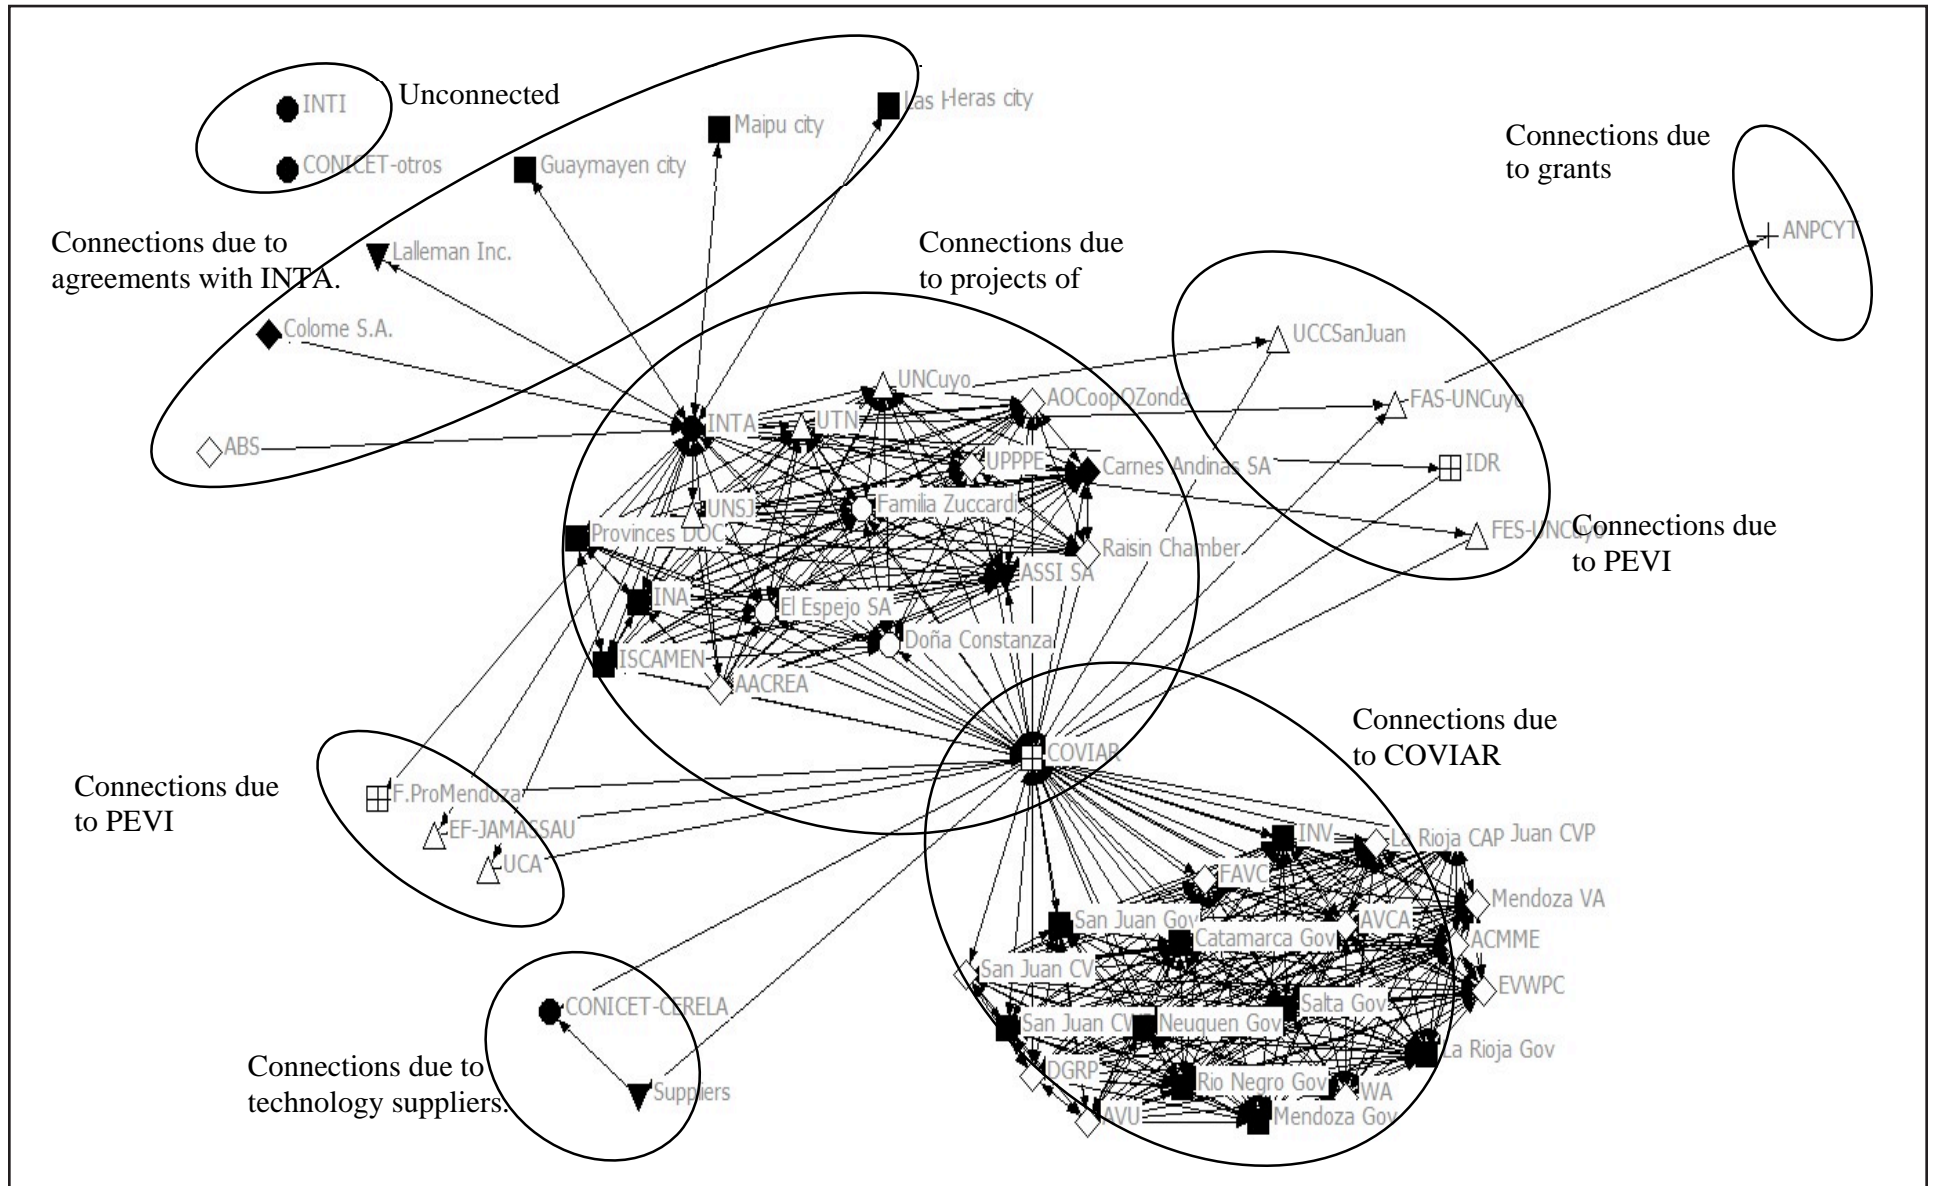 INTI
Unconnected
Las Heras city
Maipu city
CONICET-otros
Guaymayen city
Connections due
to grants
ANPCYT
Connections due to
agreements with INTA.
Lalleman Inc.
Connections due
to projects of
Colome S.A.
UCCSanJuan
UNCuyo
AOCoopQZonda
FAS-UNCuyo
INTA
UTN
ABS
UPPPE
Carnes Andinas SA
IDR
UNSJ
Familia Zuccardi
Provinces DOC
Raisin Chamber
FES-UNCuyo
Connections due
to PEVI
ASSI SA
INA
El Espejo SA
ISCAMEN
Doña Constanza
AACREA
Connections due
to COVIAR
COVIAR
Connections due
to PEVI
F.ProMendoza
EF-JAMASSAU
UCA
INV
La Rioja CAP
Juan CVP
FAVC
Mendoza VA
San Juan Gov
AVCA
Catamarca Gov
ACMME
San Juan CV
EVWPC
CONICET-CERELA
Salta Gov
San Juan
Neuquen Gov
La Rioja Gov
Connections due to
technology suppliers.
DGRP
Rio Negro Gov
WA
Suppliers
AVU
Mendoza Gov